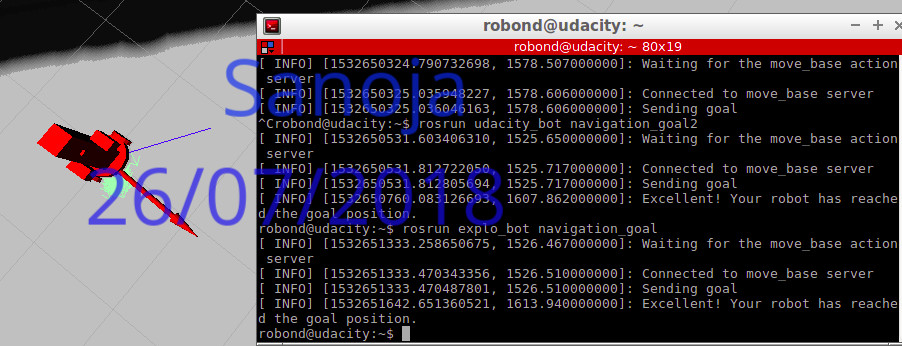 robond@udacity: ~
robond@udacity: ~ 80x19
[ INFO] [1532650324.790732698, 1578.507000000]: Waiting for the move_base action
 server
[ INFO] [1532650325.035948227, 1578.606000000]: Connected to move_base server
[ INFO] [1532650325.036046163, 1578.606000000]: Sending goal
^Crobond@udacity:~$ rosrun udacity_bot navigation_goal2
[ INFO] [1532650531.603406310, 1525.650000000]: Waiting for the move_base action
 server
[ INFO] [1532650531.812722050, 1525.717000000]: Connected to move_base server
[ INFO] [1532650531.812805694, 1525.717000000]: Sending goal
[ INFO] [1532650760.083126693, 1607.862000000]: Excellent! Your robot has reache
d the goal position.
robond@udacity:~$ rosrun explo_bot navigation_goal
[ INFO] [1532651333.258650675, 1526.467000000]: Waiting for the move_base action
 server
[ INFO] [1532651333.470343356, 1526.510000000]: Connected to move_base server
[ INFO] [1532651333.470487801, 1526.510000000]: Sending goal
[ INFO] [1532651642.651360521, 1613.940000000]: Excellent! Your robot has reache
d the goal position.
robond@udacity:~$
Sanoja
26/07/2018